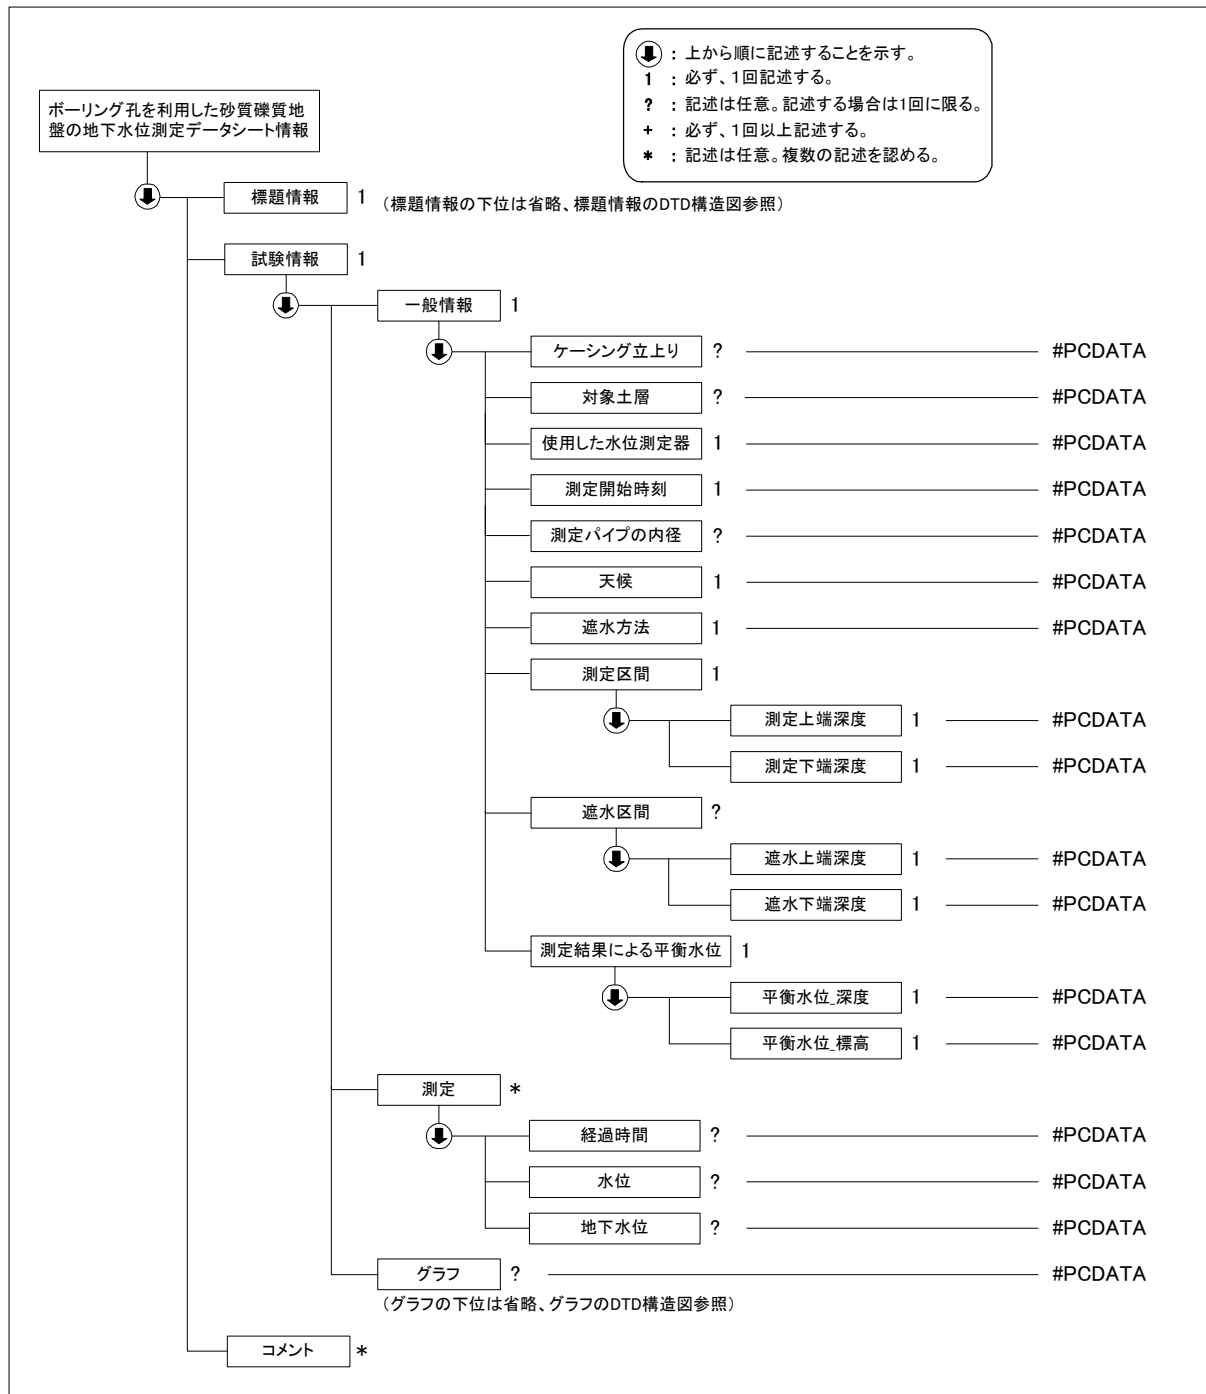 ：上から順に記述することを示す。
1 ：必ず、1回記述する。
? ：記述は任意。記述する場合は1回に限る。
+ ：必ず、1回以上記述する。
* ：記述は任意。複数の記述を認める。
ボーリング孔を利用した砂質礫質地
盤の地下水位測定データシート情報
標題情報 1 （標題情報の下位は省略、標題情報のDTD構造図参照）
試験情報 1
一般情報 1
ケーシング立上り ? #PCDATA
対象土層 ? #PCDATA
使用した水位測定器 1 #PCDATA
測定開始時刻 1 #PCDATA
測定パイプの内径 ? #PCDATA
天候 1 #PCDATA
遮水方法 1 #PCDATA
測定区間 1
測定上端深度 1 #PCDATA
測定下端深度 1 #PCDATA
遮水区間 ?
遮水上端深度 1 #PCDATA
遮水下端深度 1 #PCDATA
測定結果による平衡水位 1
平衡水位_深度 1 #PCDATA
平衡水位_標高 1 #PCDATA
測定 *
経過時間 ? #PCDATA
水位 ? #PCDATA
地下水位 ? #PCDATA
グラフ ? #PCDATA
（グラフの下位は省略、グラフのDTD構造図参照）
コメント *